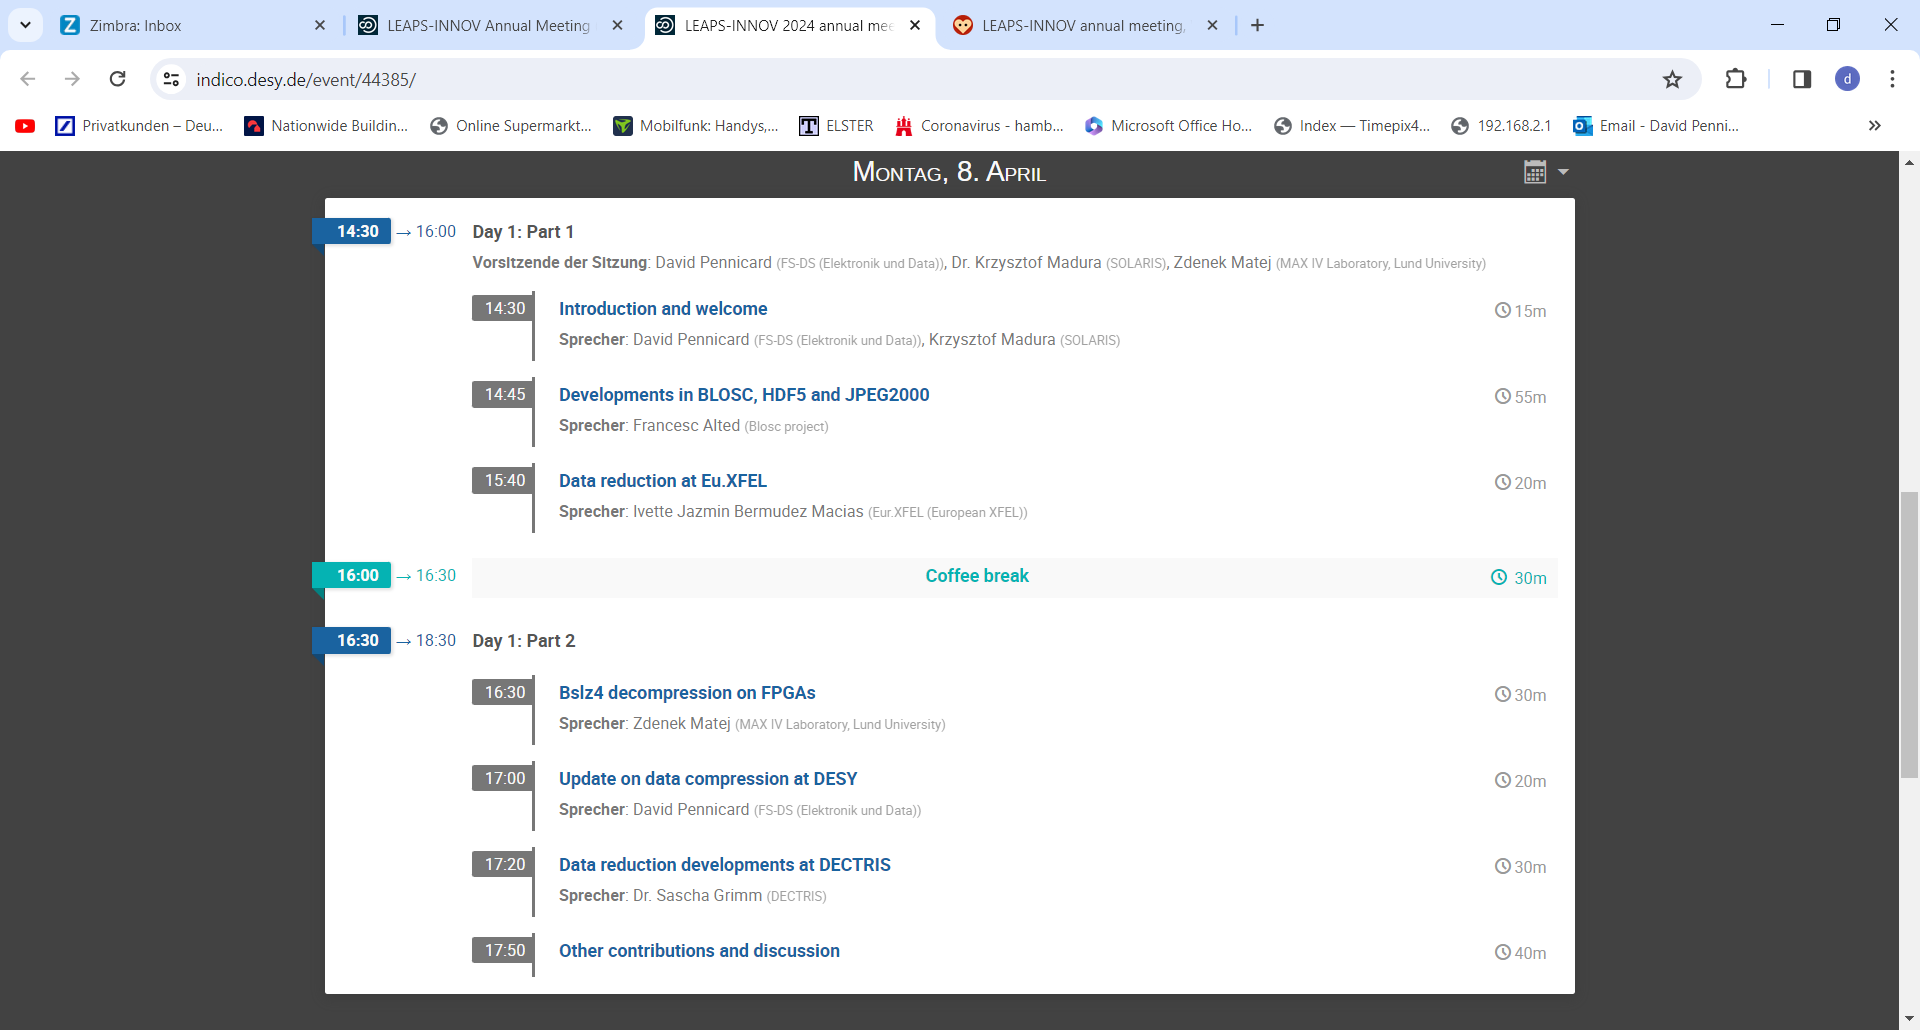 Zimbra: Inbox
LEAPS-INNOV Annual Meeting
LEAPS-INNOV 2024 annual mee
LEAPS-INNOV annual meeting,
indico.desy.de/event/44385/
d
Privatkunden – Deu...
Nationwide Buildin...
Online Supermarkt...
Mobilfunk: Handys,...
ELSTER
Coronavirus - hamb...
Microsoft Office Ho...
Index — Timepix4...
192.168.2.1
Email - David Penni...
Montag, 8. April
14:30 → 16:00 Day 1: Part 1
Vorsitzende der Sitzung: David Pennicard (FS-DS (Elektronik und Data)), Dr. Krzysztof Madura (SOLARIS), Zdenek Matej (MAX IV Laboratory, Lund University)
14:30 Introduction and welcome 15m
Sprecher: David Pennicard (FS-DS (Elektronik und Data)), Krzysztof Madura (SOLARIS)
14:45 Developments in BLOSC, HDF5 and JPEG2000 55m
Sprecher: Francesc Alted (Blosc project)
15:40 Data reduction at Eu.XFEL 20m
Sprecher: Ivette Jazmin Bermudez Macias (Eur.XFEL (European XFEL))
16:00 → 16:30 Coffee break 30m
16:30 → 18:30 Day 1: Part 2
16:30 Bslz4 decompression on FPGAs 30m
Sprecher: Zdenek Matej (MAX IV Laboratory, Lund University)
17:00 Update on data compression at DESY 20m
Sprecher: David Pennicard (FS-DS (Elektronik und Data))
17:20 Data reduction developments at DECTRIS 30m
Sprecher: Dr. Sascha Grimm (DECTRIS)
17:50 Other contributions and discussion 40m